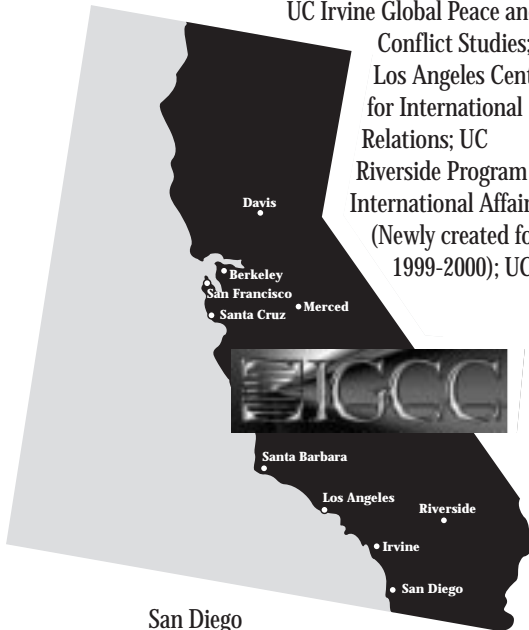 UC Irvine Global Peace an
Conflict Studies;
Los Angeles Cent
for International
Relations; UC
Riverside Program
International Affair
(Newly created fo
1999-2000); UC
Davis
Berkeley
San Francisco
Merced
Santa Cruz
IGCC
Santa Barbara
Los Angeles
Riverside
Irvine
San Diego
San Diego